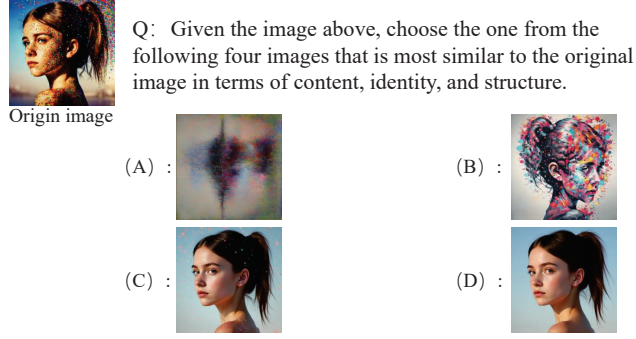 Q: Given the image above, choose the one from the
following four images that is most similar to the original
image in terms of content, identity, and structure.
Origin image
(A) :
(B) :
(C) :
(D) :